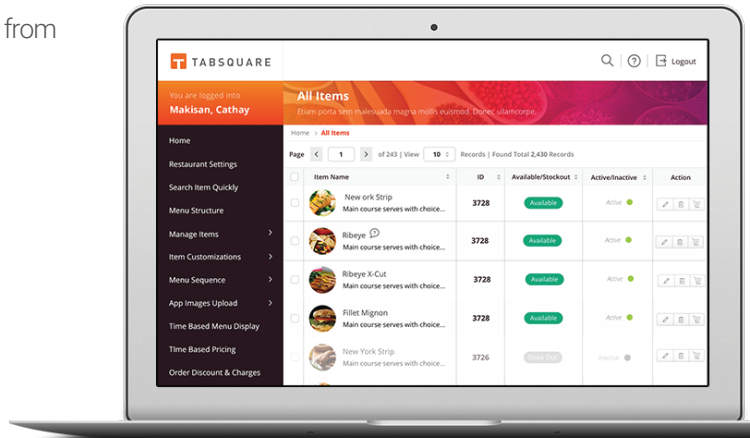 from
TABSQUARE
Logout
You are logged into
Makisan, Cathay
All Items
Etiam porta sem malesuada magna mollis euismod. Donec ulamcorpe.
Home > All Items
Page < 1 > of 243 | View 10 Records | Found Total 2,430 Records
Item Name ID Available/Stockout Active/Inactive Action
New ork Strip
Main course serves with choice...
3728 Available Active
Ribeye
Main course serves with choice...
3728 Available Active
Ribeye X-Cut
Main course serves with choice...
3728 Available Active
Fillet Mignon
Main course serves with choice...
3728 Available Active
New York Strip
Main course serves with choice...
3726 Stock Out Inactive
Home
Restaurant Settings
Search Item Quickly
Menu Structure
Manage Items >
Item Customizations >
Menu Sequence >
App Images Upload >
Time Based Menu Display
TIme Based Pricing
Order Discount & Charges